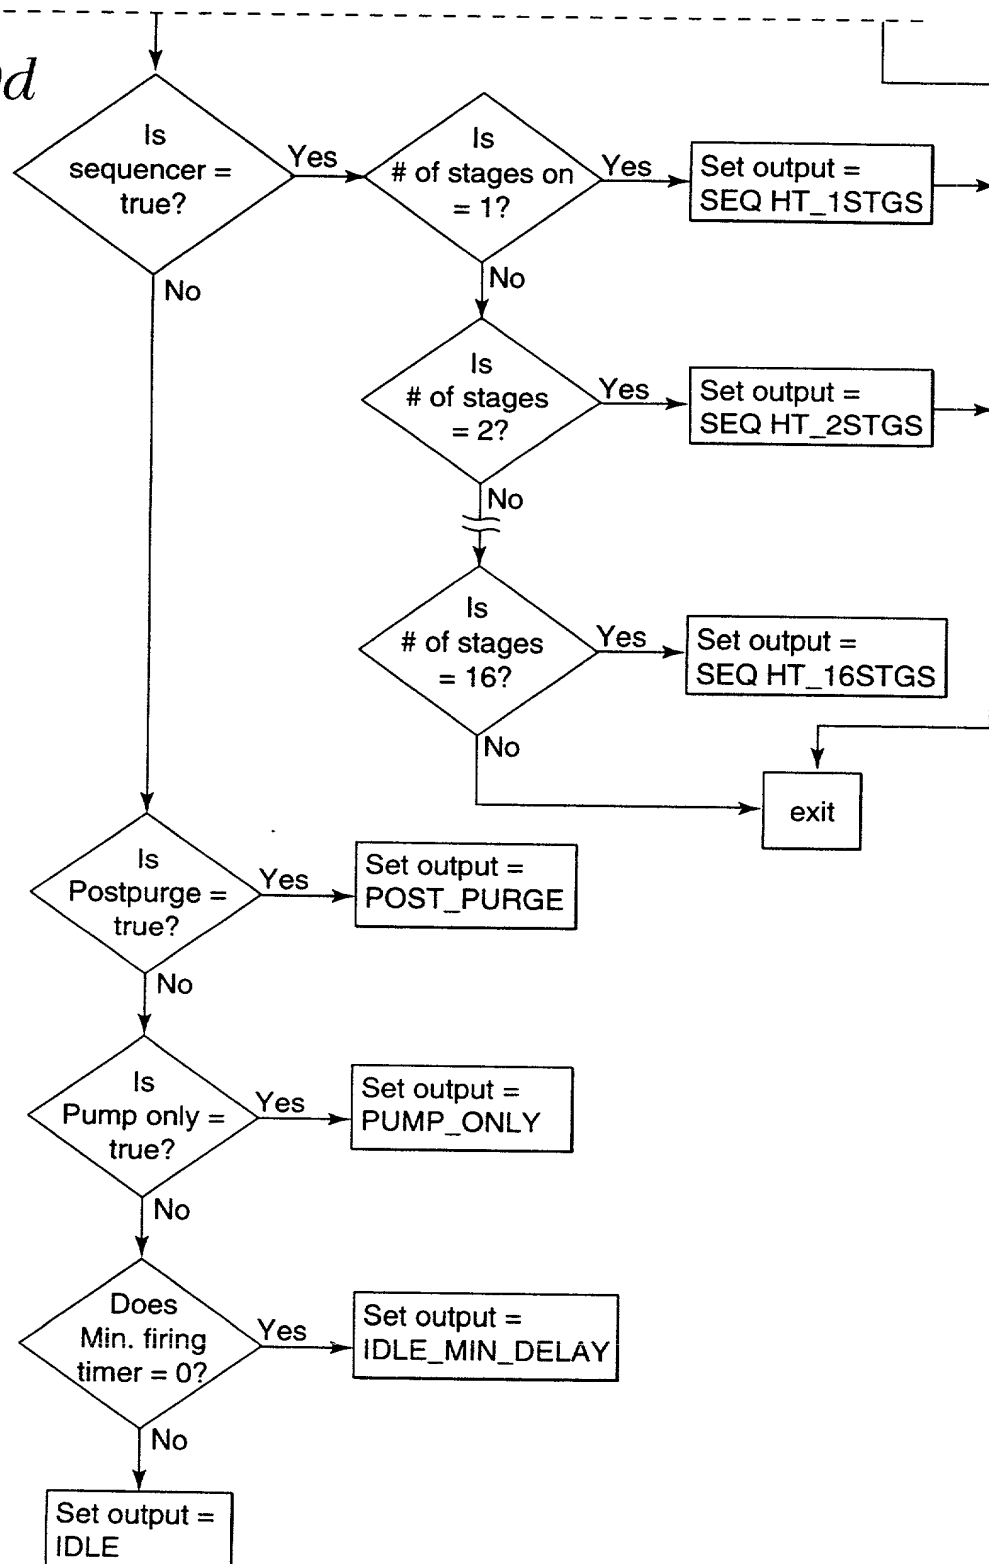 d
Is
sequencer =
true?
Yes
No
Is
# of stages on
= 1?
Yes
No
Set output =
SEQ HT_1STGS
Is
# of stages
= 2?
Yes
No
Set output =
SEQ HT_2STGS
Is
# of stages
= 16?
Yes
No
Set output =
SEQ HT_16STGS
exit
Is
Postpurge =
true?
Yes
No
Set output =
POST_PURGE
Is
Pump only =
true?
Yes
No
Set output =
PUMP_ONLY
Does
Min. firing
timer = 0?
Yes
No
Set output =
IDLE_MIN_DELAY
Set output =
IDLE